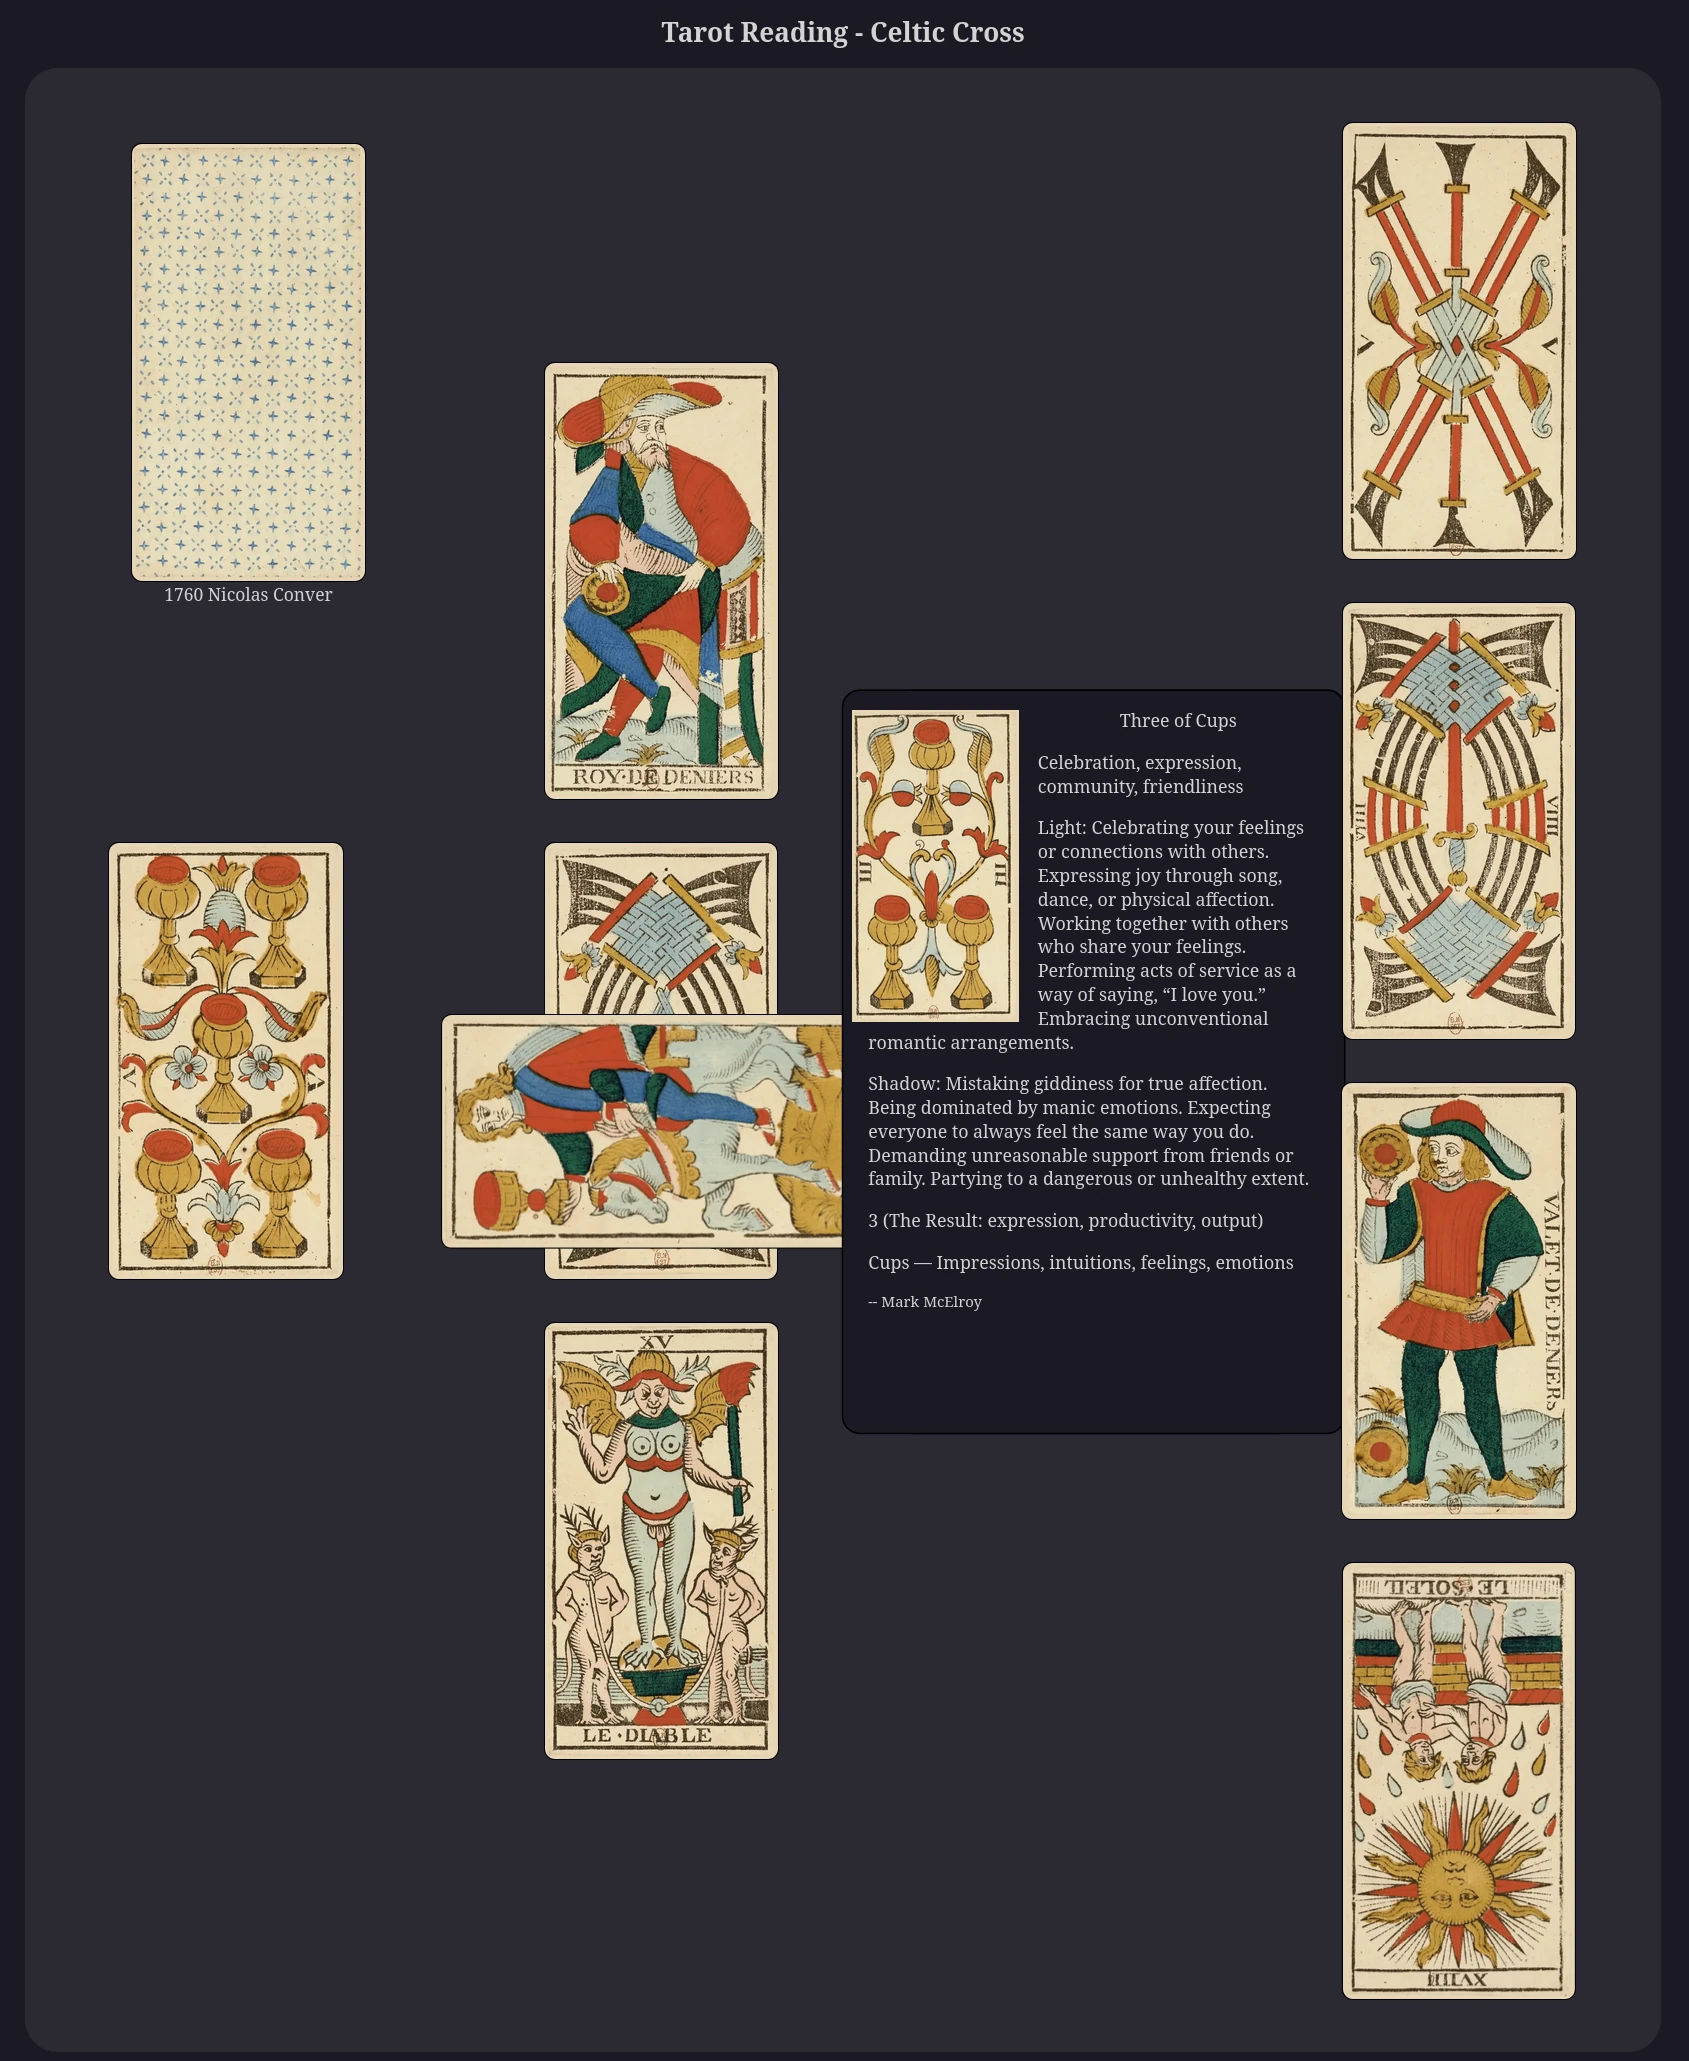 Tarot Reading - Celtic Cross
1760 Nicolas Conver
V
V
ROY·DE·DENIERS
VIIII
VIIII
V
V
III
III
Three of Cups
Celebration, expression,
community, friendliness
Light: Celebrating your feelings
or connections with others.
Expressing joy through song,
dance, or physical affection.
Working together with others
who share your feelings.
Performing acts of service as a
way of saying, “I love you.”
Embracing unconventional
romantic arrangements.
Shadow: Mistaking giddiness for true affection.
Being dominated by manic emotions. Expecting
everyone to always feel the same way you do.
Demanding unreasonable support from friends or
family. Partying to a dangerous or unhealthy extent.
3 (The Result: expression, productivity, output)
Cups — Impressions, intuitions, feelings, emotions
-- Mark McElroy
VALET·DE·DENIERS
XV
LE·DIABLE
LE·SOLEIL
XVIIII